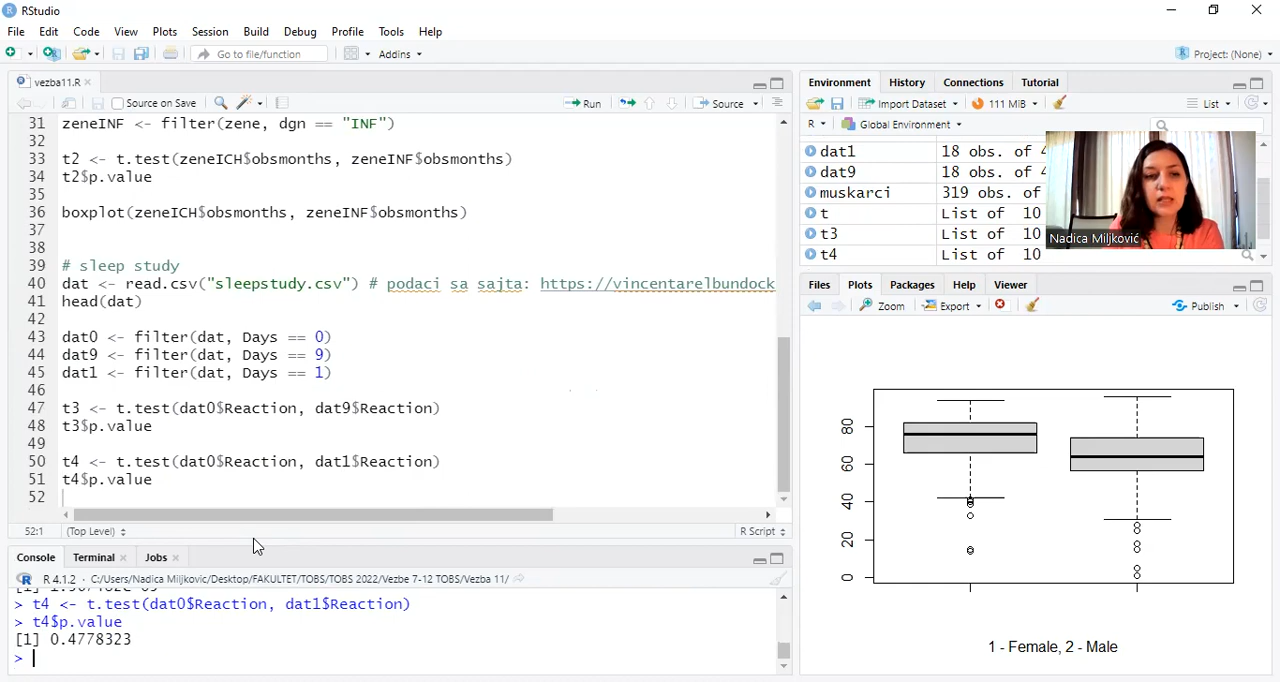 RStudio
File Edit Code View Plots Session Build Debug Profile Tools Help
Go to file/function Addins Project: (None)
vezba11.R
Source on Save Run Source
31 zeneINF <- filter(zene, dgn == "INF")
32
33 t2 <- t.test(zeneICH$obsmonths, zeneINF$obsmonths)
34 t2$p.value
35
36 boxplot(zeneICH$obsmonths, zeneINF$obsmonths)
37
38
39 # sleep study
40 dat <- read.csv("sleepstudy.csv") # podaci sa sajta: https://vincentarelbundock
41 head(dat)
42
43 dat0 <- filter(dat, Days == 0)
44 dat9 <- filter(dat, Days == 9)
45 dat1 <- filter(dat, Days == 1)
46
47 t3 <- t.test(dat0$Reaction, dat9$Reaction)
48 t3$p.value
49
50 t4 <- t.test(dat0$Reaction, dat1$Reaction)
51 t4$p.value
52
52:1 (Top Level) R Script
Console Terminal Jobs
R 4.1.2 · C:/Users/Nadica Miljković/Desktop/FAKULTET/TOBS/TOBS 2022/Vezbe 7-12 TOBS/Vezba 11/
> t4 <- t.test(dat0$Reaction, dat1$Reaction)
> t4$p.value
[1] 0.4778323
>
Environment History Connections Tutorial
Import Dataset 111 MiB List
R Global Environment
dat1 18 obs. of 4
dat9 18 obs. of 4
muskarci 319 obs. of
t List of 10
t3 List of 10
t4 List of 10
Nadica Miljković
Files Plots Packages Help Viewer
Zoom Export Publish
80
60
40
20
0
1 - Female, 2 - Male